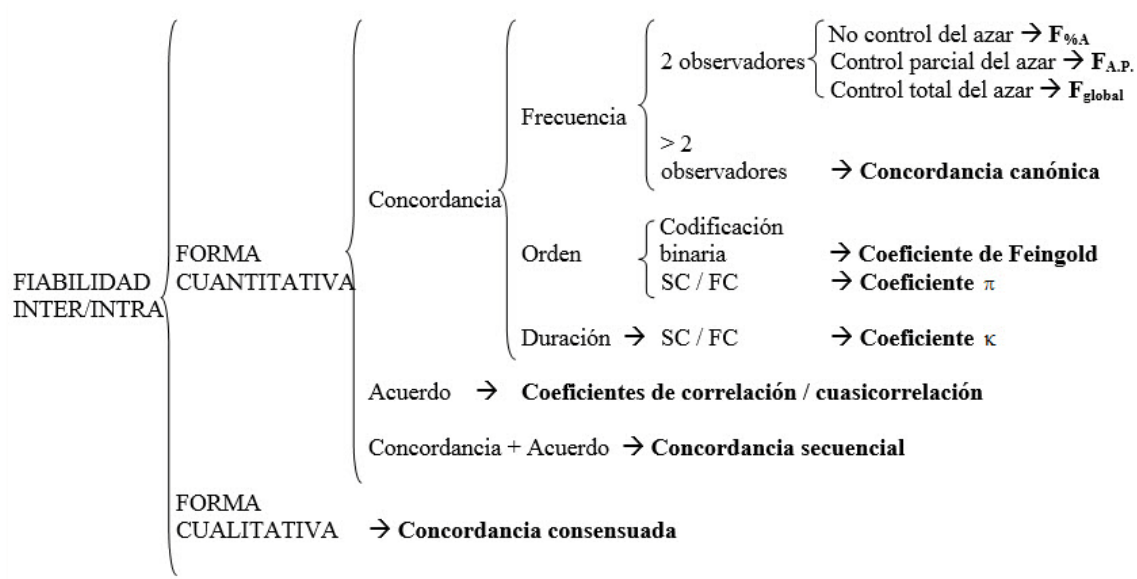 No control del azar → F%A
2 observadores Control parcial del azar → FA.P.
Control total del azar → Fglobal
Frecuencia
> 2
observadores → Concordancia canónica
Concordancia
Codificación
FORMA Orden binaria → Coeficiente de Feingold
FIABILIDAD CUANTITATIVA SC / FC → Coeficiente π
INTER/INTRA
Duración → SC / FC → Coeficiente κ
Acuerdo → Coeficientes de correlación / cuasicorrelación
Concordancia + Acuerdo → Concordancia secuencial
FORMA
CUALITATIVA → Concordancia consensuada